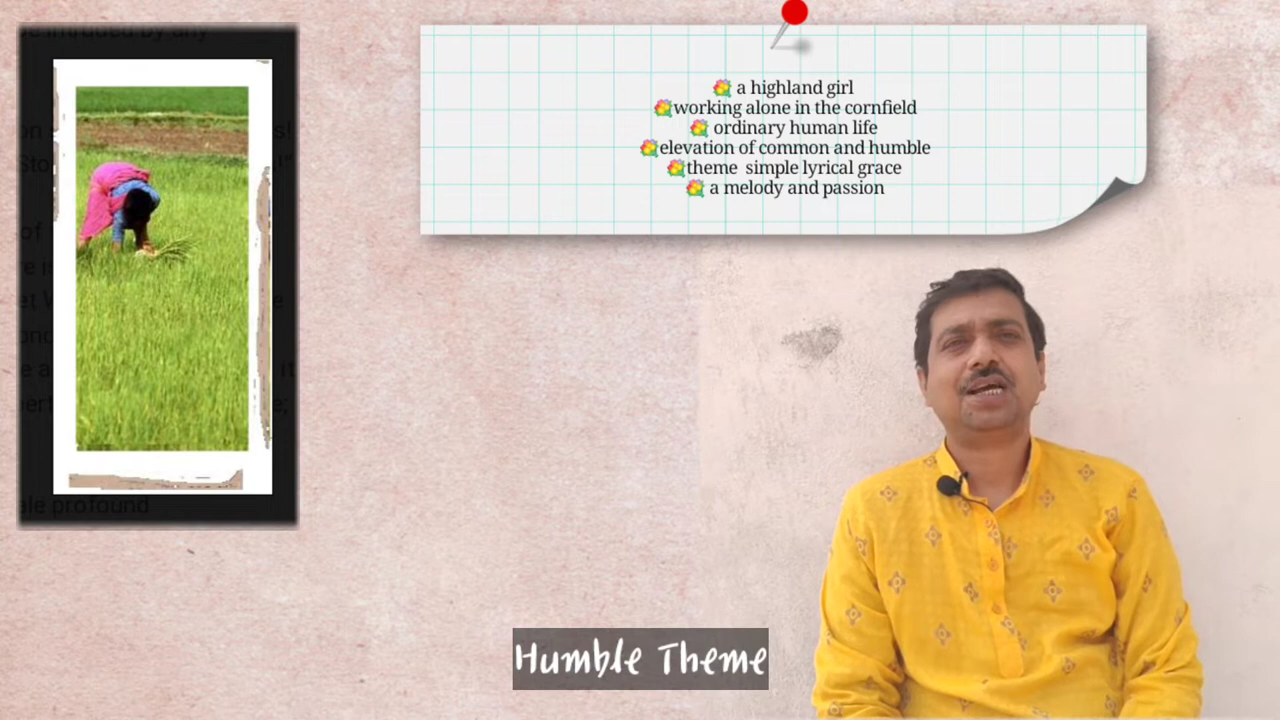 a highland girl
working alone in the cornfield
ordinary human life
elevation of common and humble
theme simple lyrical grace
a melody and passion
Humble Theme
profound